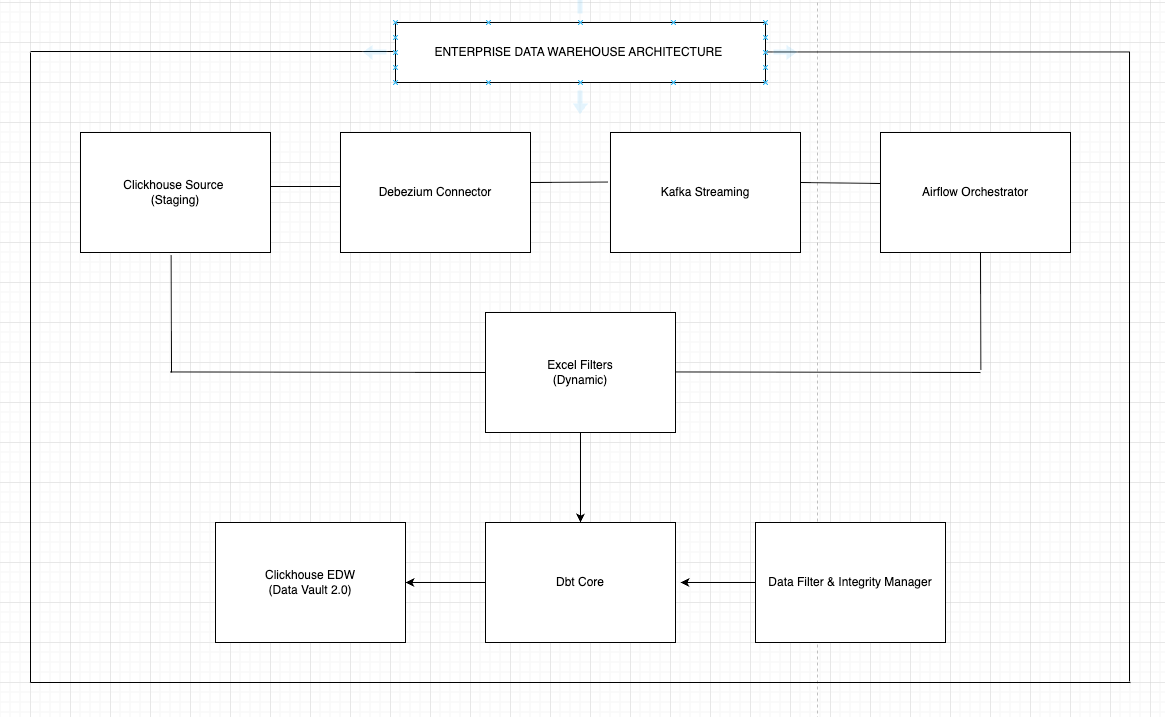 ENTERPRISE DATA WAREHOUSE ARCHITECTURE
Clickhouse Source
(Staging)
Debezium Connector
Kafka Streaming
Airflow Orchestrator
Excel Filters
(Dynamic)
Clickhouse EDW
(Data Vault 2.0)
Dbt Core
Data Filter & Integrity Manager